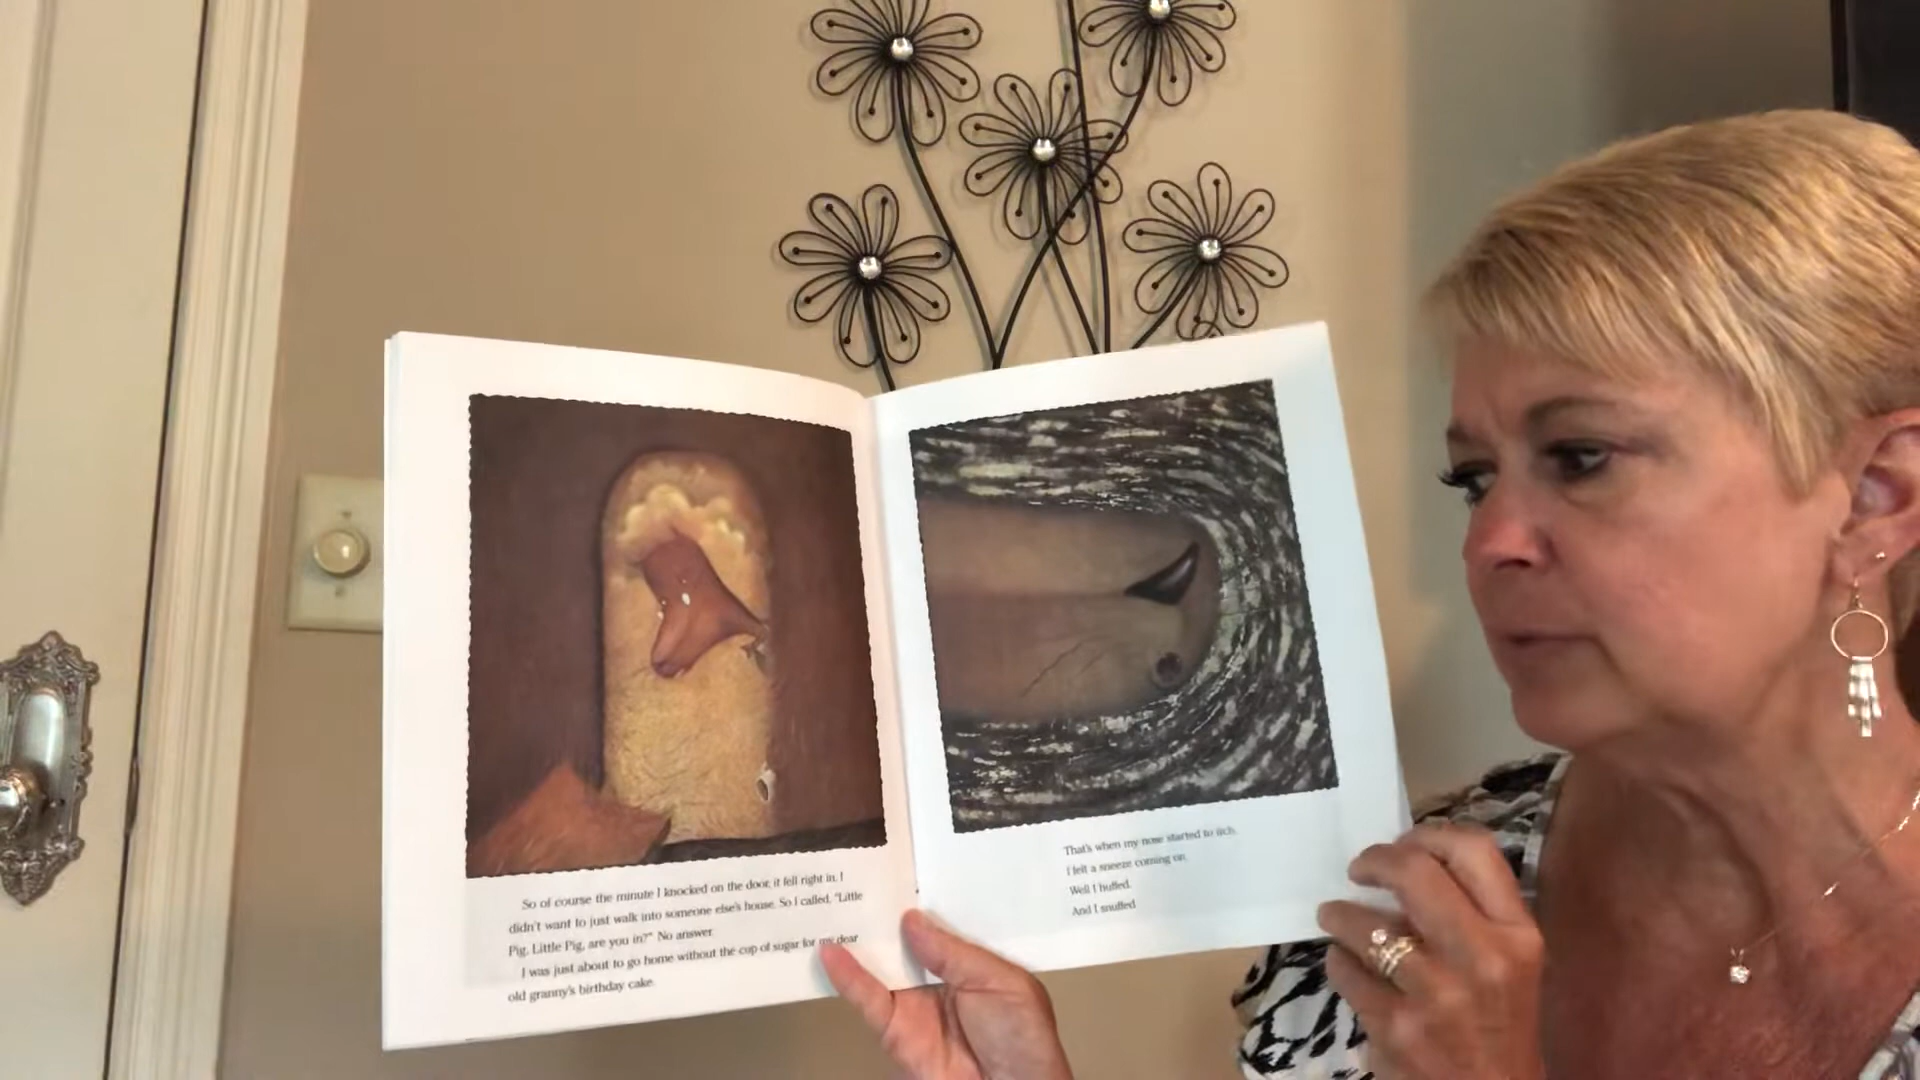 So of course the minute I knocked on the door, it fell right in. I
didn't want to just walk into someone else's house. So I called, "Little
Pig, Little Pig, are you in?" No answer.
I was just about to go home without the cup of sugar for my dear
old granny's birthday cake.
That's when my nose started to itch.
I felt a sneeze coming on.
Well I huffed.
And I snuffed.